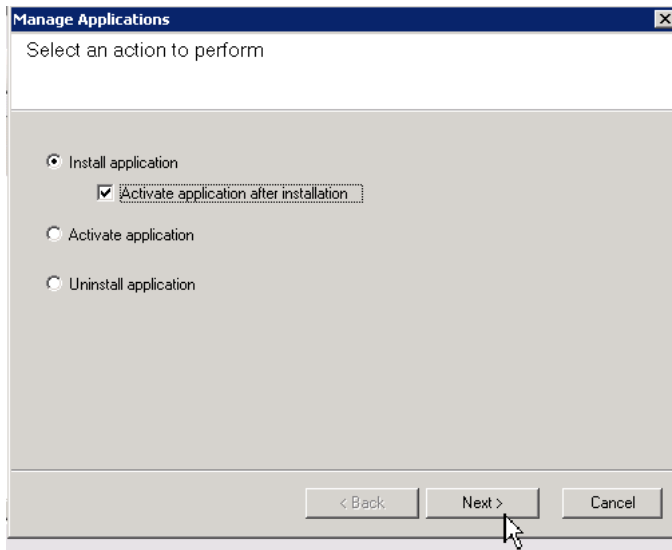 Manage Applications
Select an action to perform
Install application
Activate application after installation
Activate application
Uninstall application
< Back
Next >
Cancel